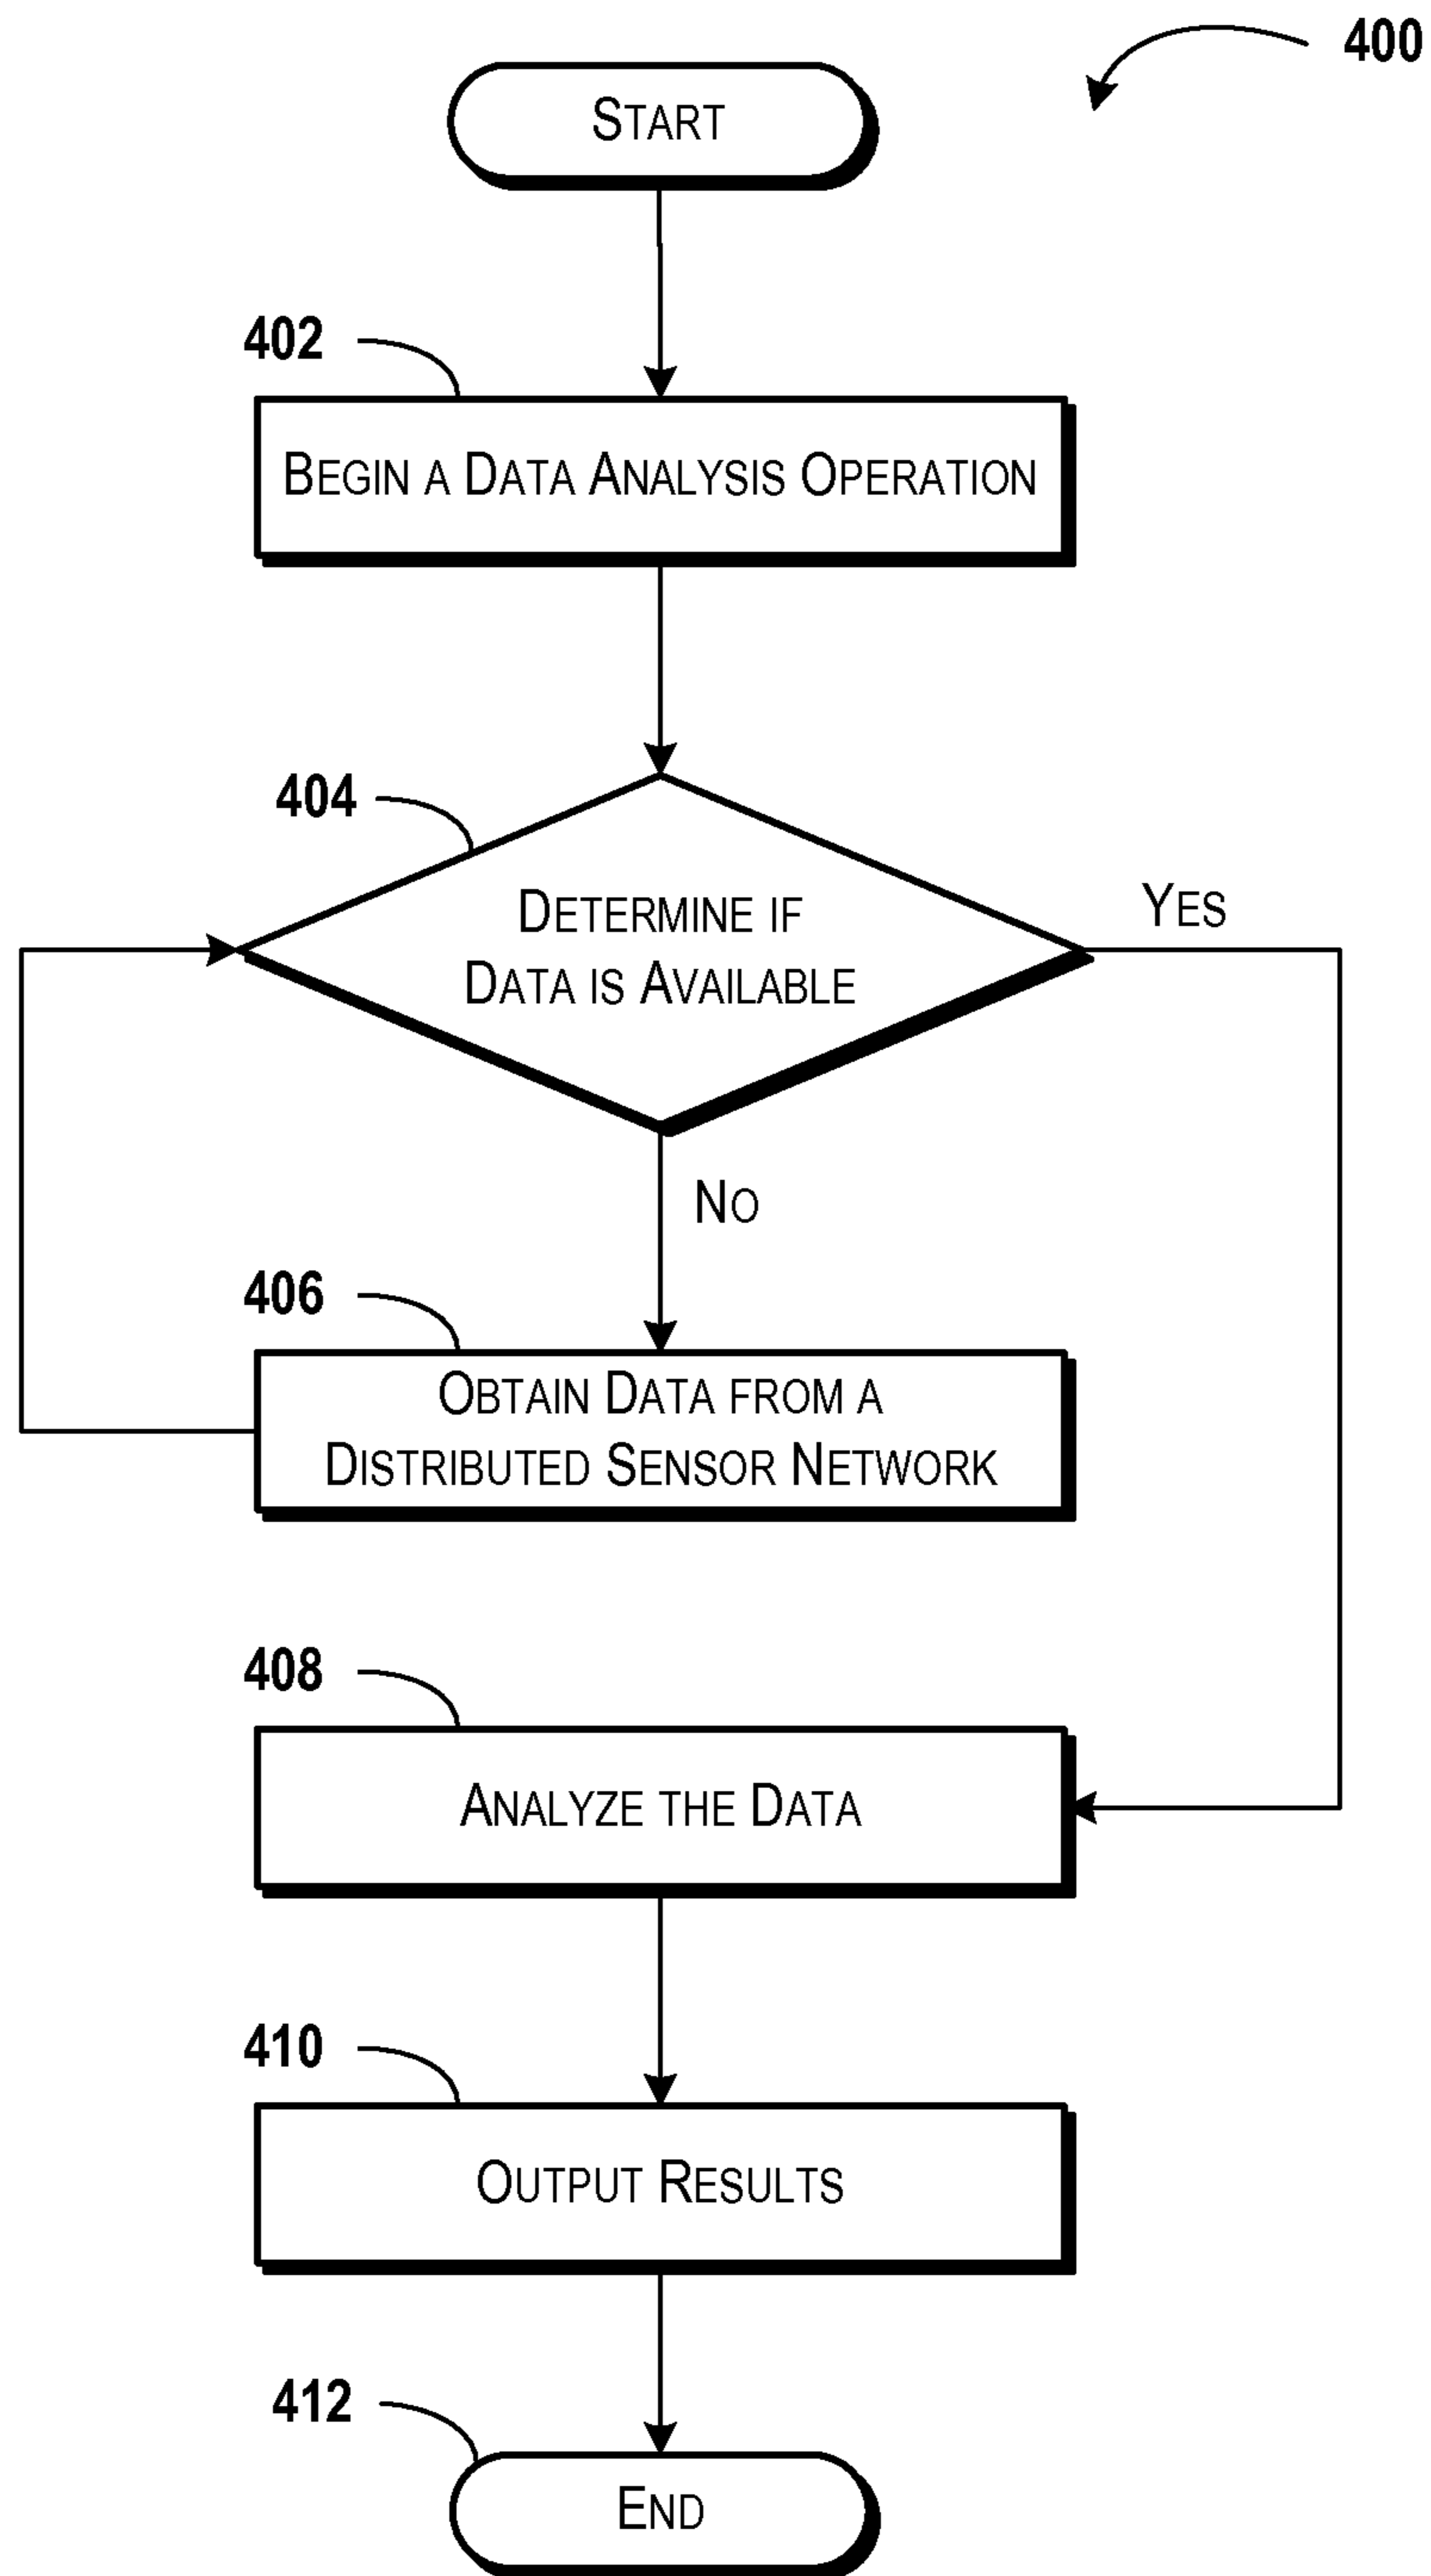 400
START
402
BEGIN A DATA ANALYSIS OPERATION
404
DETERMINE IF
DATA IS AVAILABLE
YES
NO
406
OBTAIN DATA FROM A
DISTRIBUTED SENSOR NETWORK
408
ANALYZE THE DATA
410
OUTPUT RESULTS
412
END